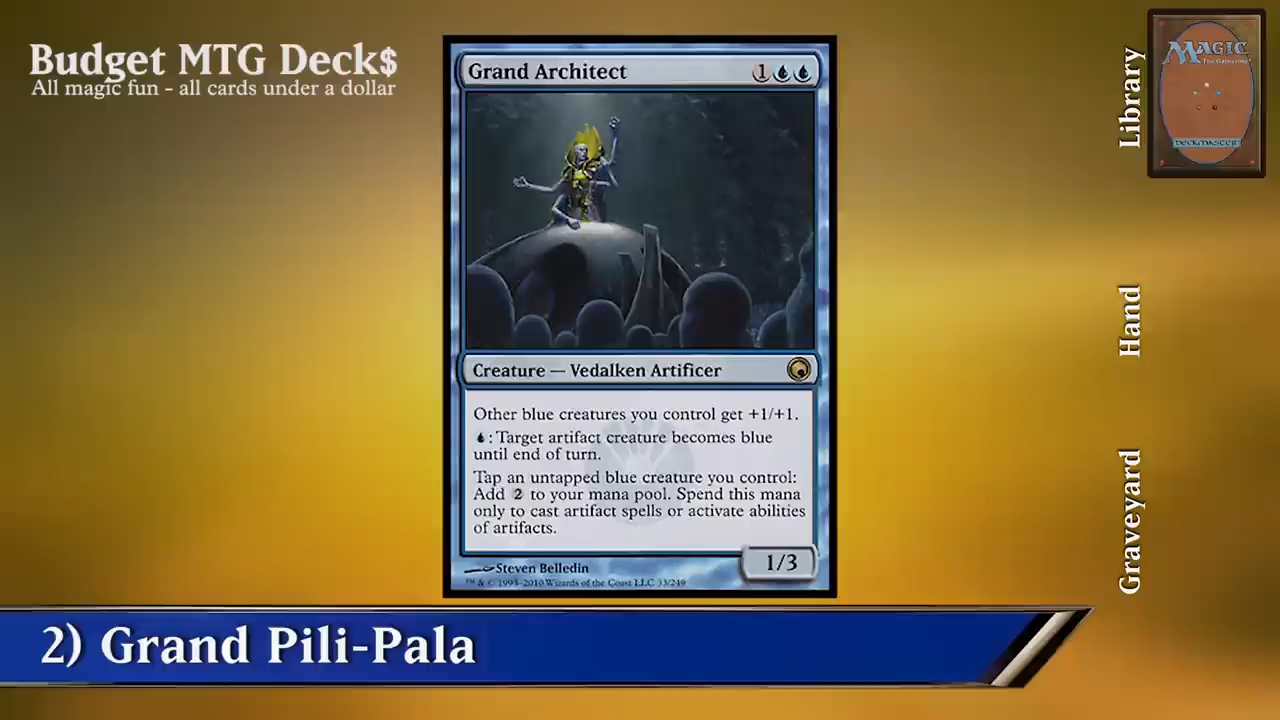 Budget MTG Deck$
All magic fun - all cards under a dollar
Grand Architect 1
Creature — Vedalken Artificer
Other blue creatures you control get +1/+1.
: Target artifact creature becomes blue
until end of turn.
Tap an untapped blue creature you control:
Add 2 to your mana pool. Spend this mana
only to cast artifact spells or activate abilities
of artifacts.
1/3
Steven Belledin
™ & © 1993-2010 Wizards of the Coast LLC 33/249
2) Grand Pili-Pala
Library
MAGIC
The Gathering
DECKMASTER
Hand
Graveyard